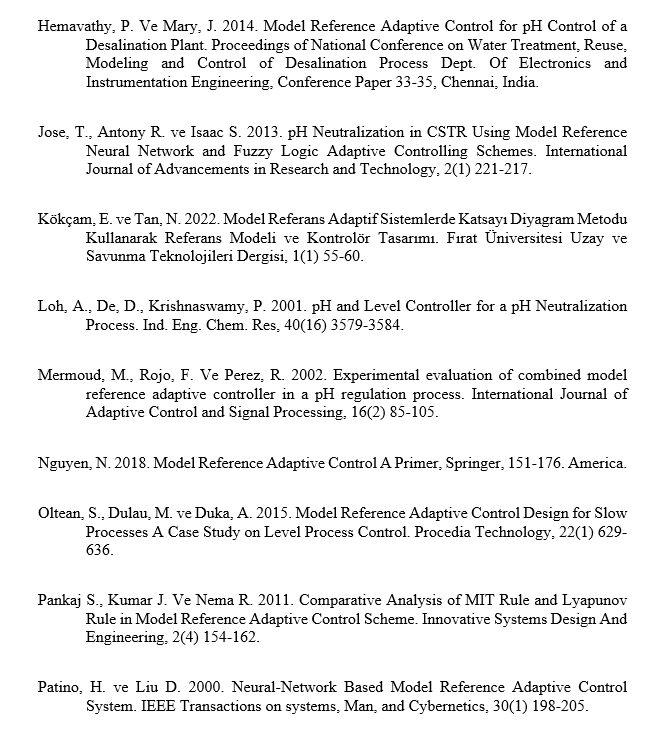 Hemavathy, P. Ve Mary, J. 2014. Model Reference Adaptive Control for pH Control of a
Desalination Plant. Proceedings of National Conference on Water Treatment, Reuse,
Modeling and Control of Desalination Process Dept. Of Electronics and
Instrumentation Engineering, Conference Paper 33-35, Chennai, India.
Jose, T., Antony R. ve Isaac S. 2013. pH Neutralization in CSTR Using Model Reference
Neural Network and Fuzzy Logic Adaptive Controlling Schemes. International
Journal of Advancements in Research and Technology, 2(1) 221-217.
Kökçam, E. ve Tan, N. 2022. Model Referans Adaptif Sistemlerde Katsayı Diyagram Metodu
Kullanarak Referans Modeli ve Kontrolör Tasarımı. Fırat Üniversitesi Uzay ve
Savunma Teknolojileri Dergisi, 1(1) 55-60.
Loh, A., De, D., Krishnaswamy, P. 2001. pH and Level Controller for a pH Neutralization
Process. Ind. Eng. Chem. Res, 40(16) 3579-3584.
Mermoud, M., Rojo, F. Ve Perez, R. 2002. Experimental evaluation of combined model
reference adaptive controller in a pH regulation process. International Journal of
Adaptive Control and Signal Processing, 16(2) 85-105.
Nguyen, N. 2018. Model Reference Adaptive Control A Primer, Springer, 151-176. America.
Oltean, S., Dulau, M. ve Duka, A. 2015. Model Reference Adaptive Control Design for Slow
Processes A Case Study on Level Process Control. Procedia Technology, 22(1) 629-
636.
Pankaj S., Kumar J. Ve Nema R. 2011. Comparative Analysis of MIT Rule and Lyapunov
Rule in Model Reference Adaptive Control Scheme. Innovative Systems Design And
Engineering, 2(4) 154-162.
Patino, H. ve Liu D. 2000. Neural-Network Based Model Reference Adaptive Control
System. IEEE Transactions on systems, Man, and Cybernetics, 30(1) 198-205.